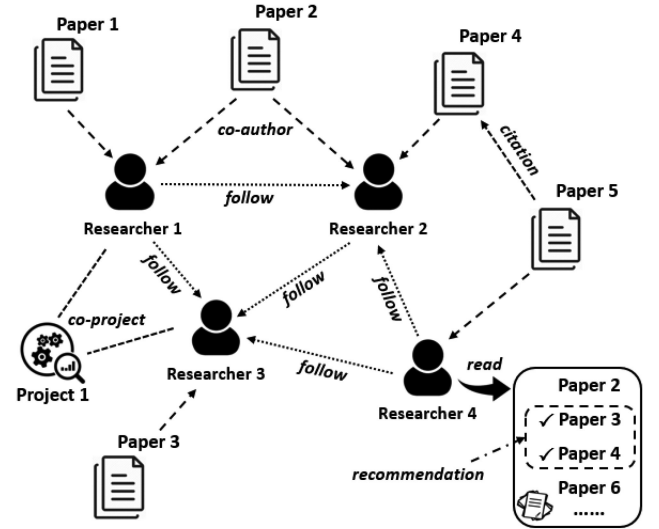 Paper 1
Paper 2
Paper 4
co-author
citation
Paper 5
follow
Researcher 1
Researcher 2
follow
follow
follow
co-project
Project 1
Researcher 3
follow
Researcher 4
read
Paper 3
recommendation
Paper 2
✓ Paper 3
✓ Paper 4
Paper 6
......